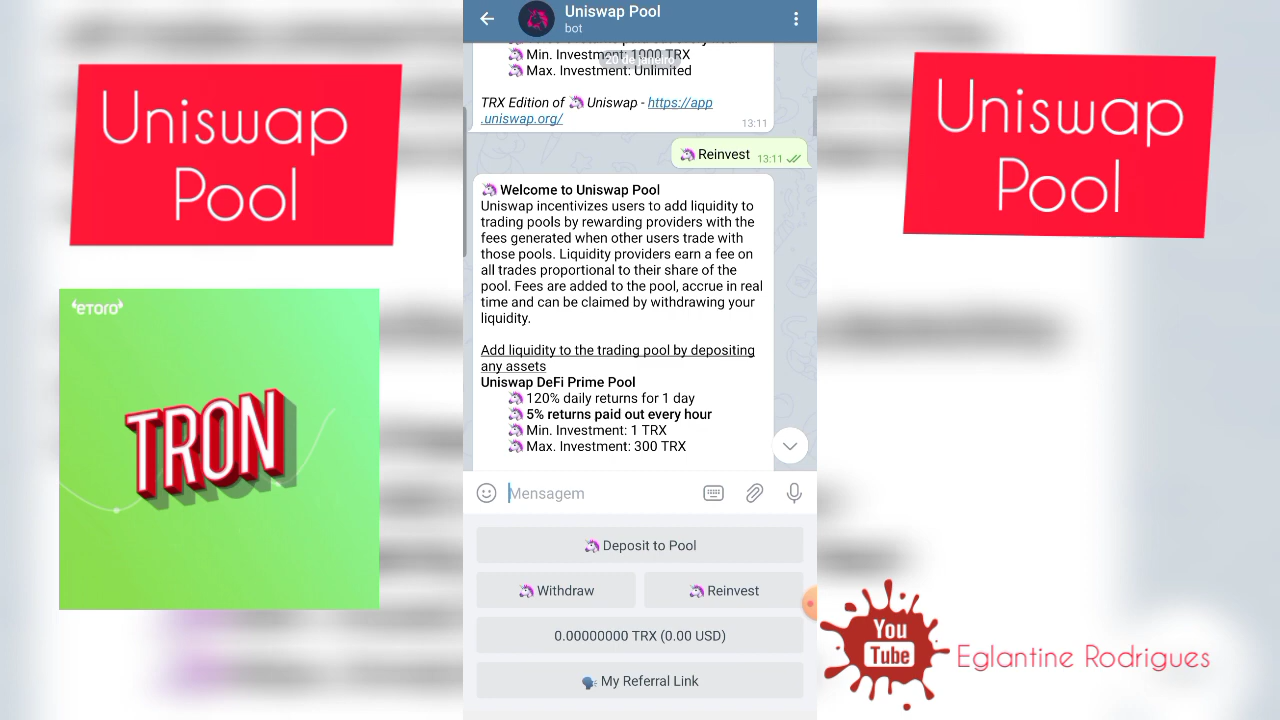 Uniswap
Pool
eToro
TRON
Uniswap Pool
bot
Min. Investment: 1000 TRX
20 de janeiro
Max. Investment: Unlimited
TRX Edition of Uniswap - https://app
.uniswap.org/
13:11
Reinvest 13:11
Welcome to Uniswap Pool
Uniswap incentivizes users to add liquidity to
trading pools by rewarding providers with the
fees generated when other users trade with
those pools. Liquidity providers earn a fee on
all trades proportional to their share of the
pool. Fees are added to the pool, accrue in real
time and can be claimed by withdrawing your
liquidity.
Add liquidity to the trading pool by depositing
any assets
Uniswap DeFi Prime Pool
120% daily returns for 1 day
5% returns paid out every hour
Min. Investment: 1 TRX
Max. Investment: 300 TRX
Mensagem
Deposit to Pool
Withdraw
Reinvest
0.00000000 TRX (0.00 USD)
My Referral Link
Uniswap
Pool
You
Tube
Eglantine Rodrigues